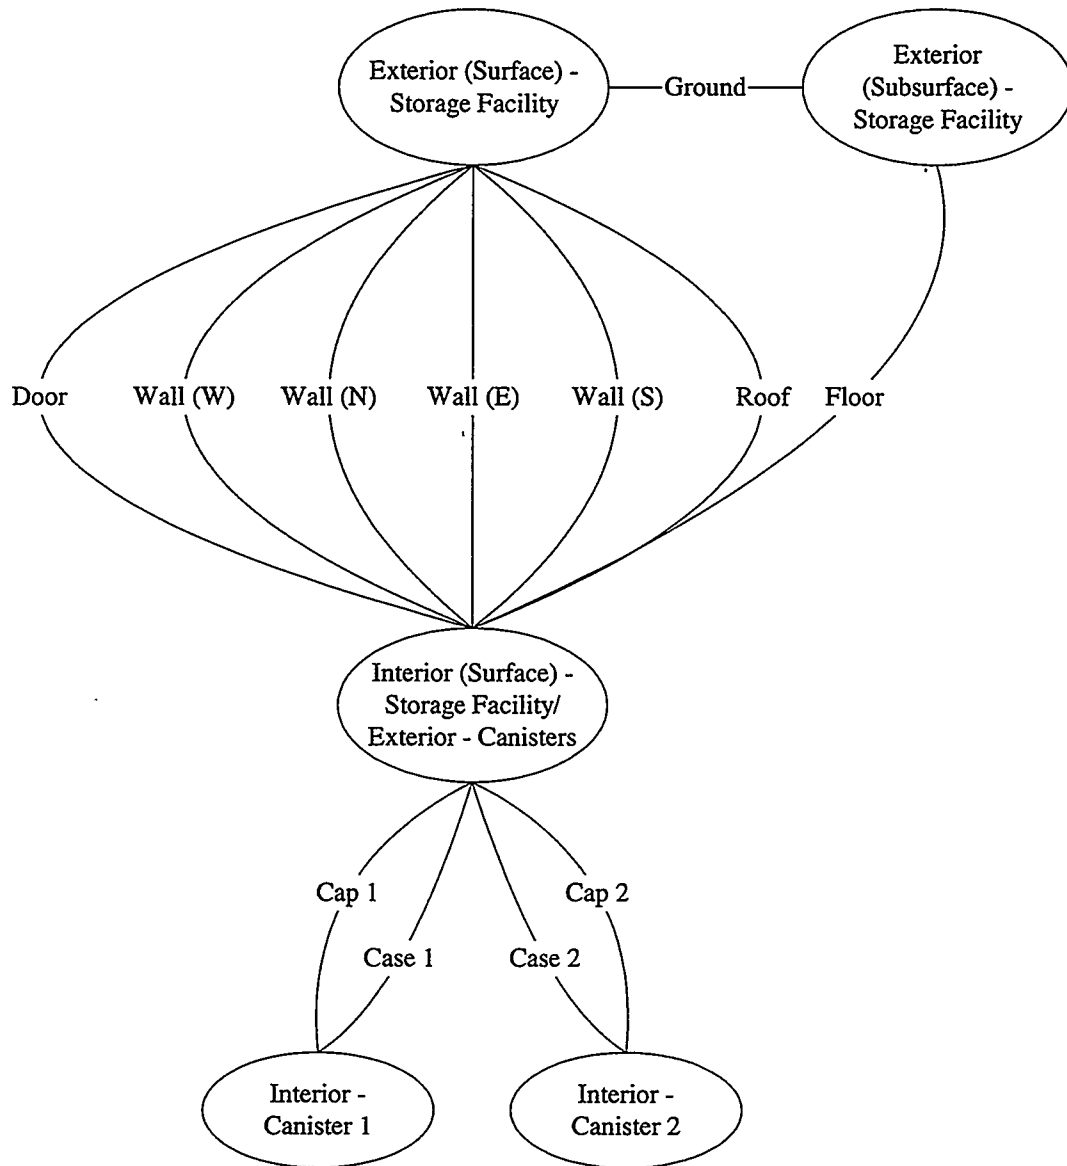 Exterior (Surface) -
Storage Facility
Ground
Exterior
(Subsurface) -
Storage Facility
Door
Wall (W)
Wall (N)
Wall (E)
Wall (S)
Roof
Floor
Interior (Surface) -
Storage Facility/
Exterior - Canisters
Cap 1
Cap 2
Case 1
Case 2
Interior -
Canister 1
Interior -
Canister 2